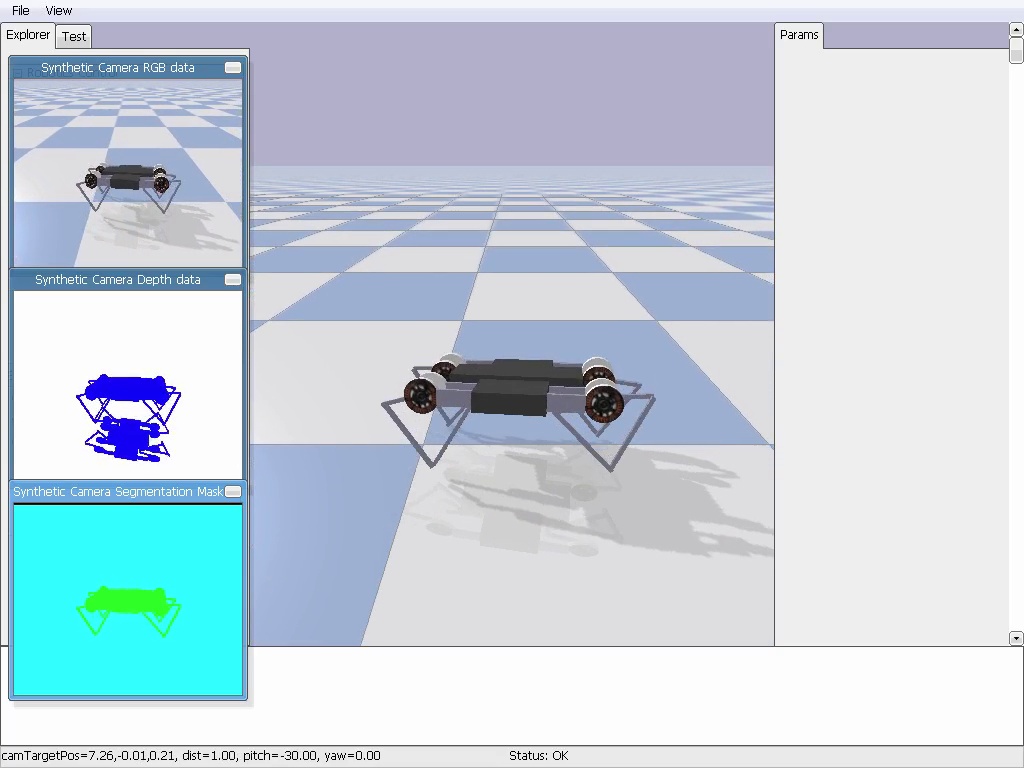 File View
Explorer Test
Params
Synthetic Camera RGB data
Synthetic Camera Depth data
Synthetic Camera Segmentation Mask
camTargetPos=7.26,-0.01,0.21, dist=1.00, pitch=-30.00, yaw=0.00
Status: OK